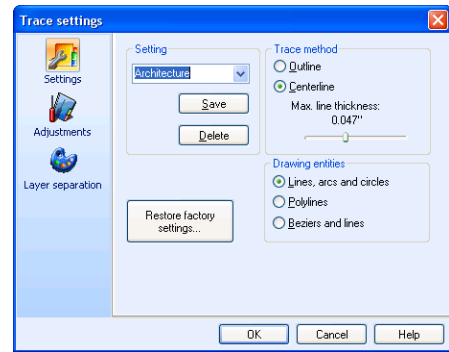 Trace settings
Settings
Adjustments
Layer separation
Setting
Architecture
Save
Delete
Restore factory
settings...
Trace method
Outline
Centerline
Max. line thickness:
0.047"
Drawing entities
Lines, arcs and circles
Polylines
Beziers and lines
OK
Cancel
Help